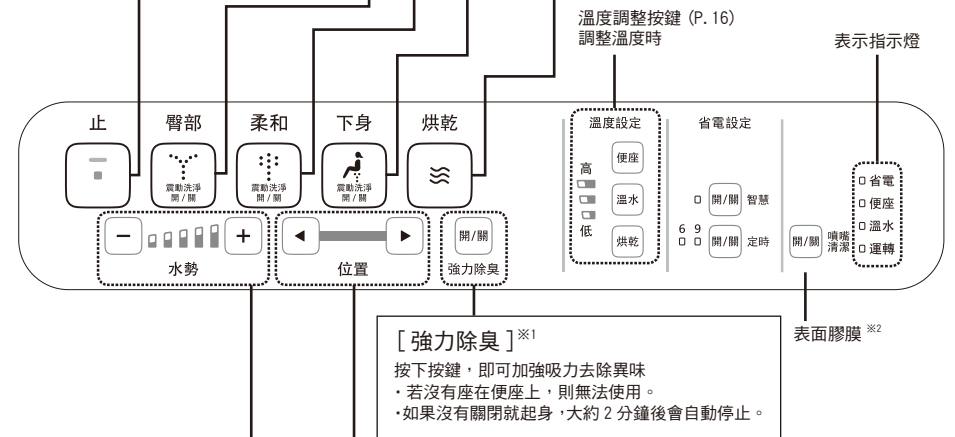 溫度調整按鍵 (P. 16)
調整溫度時
表示指示燈
止
臀部
柔和
下身
烘乾
溫度設定
省電設定
震動洗淨
開/關
震動洗淨
開/關
震動洗淨
開/關
高
低
便座
溫水
烘乾
開/關 智慧
6 9
開/關 定時
開/關 噴嘴
清潔
省電
便座
溫水
運轉
水勢
位置
開/關
強力除臭
表面膠膜 ※2
[ 強力除臭 ]※1
按下按鍵,即可加強吸力去除異味
・若沒有座在便座上,則無法使用。
・如果沒有關閉就起身,大約 2 分鐘後會自動停止。